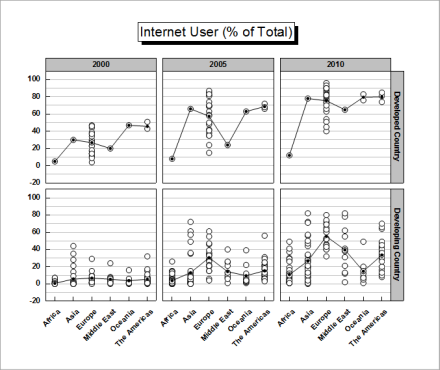 Internet User (% of Total)
2000 2005 2010
100
80
60
40
20
0
-20
Developed Country
100
80
60
40
20
0
-20
Developing Country
Africa Asia Europe Middle East Oceania The Americas Africa Asia Europe Middle East Oceania The Americas Africa Asia Europe Middle East Oceania The Americas